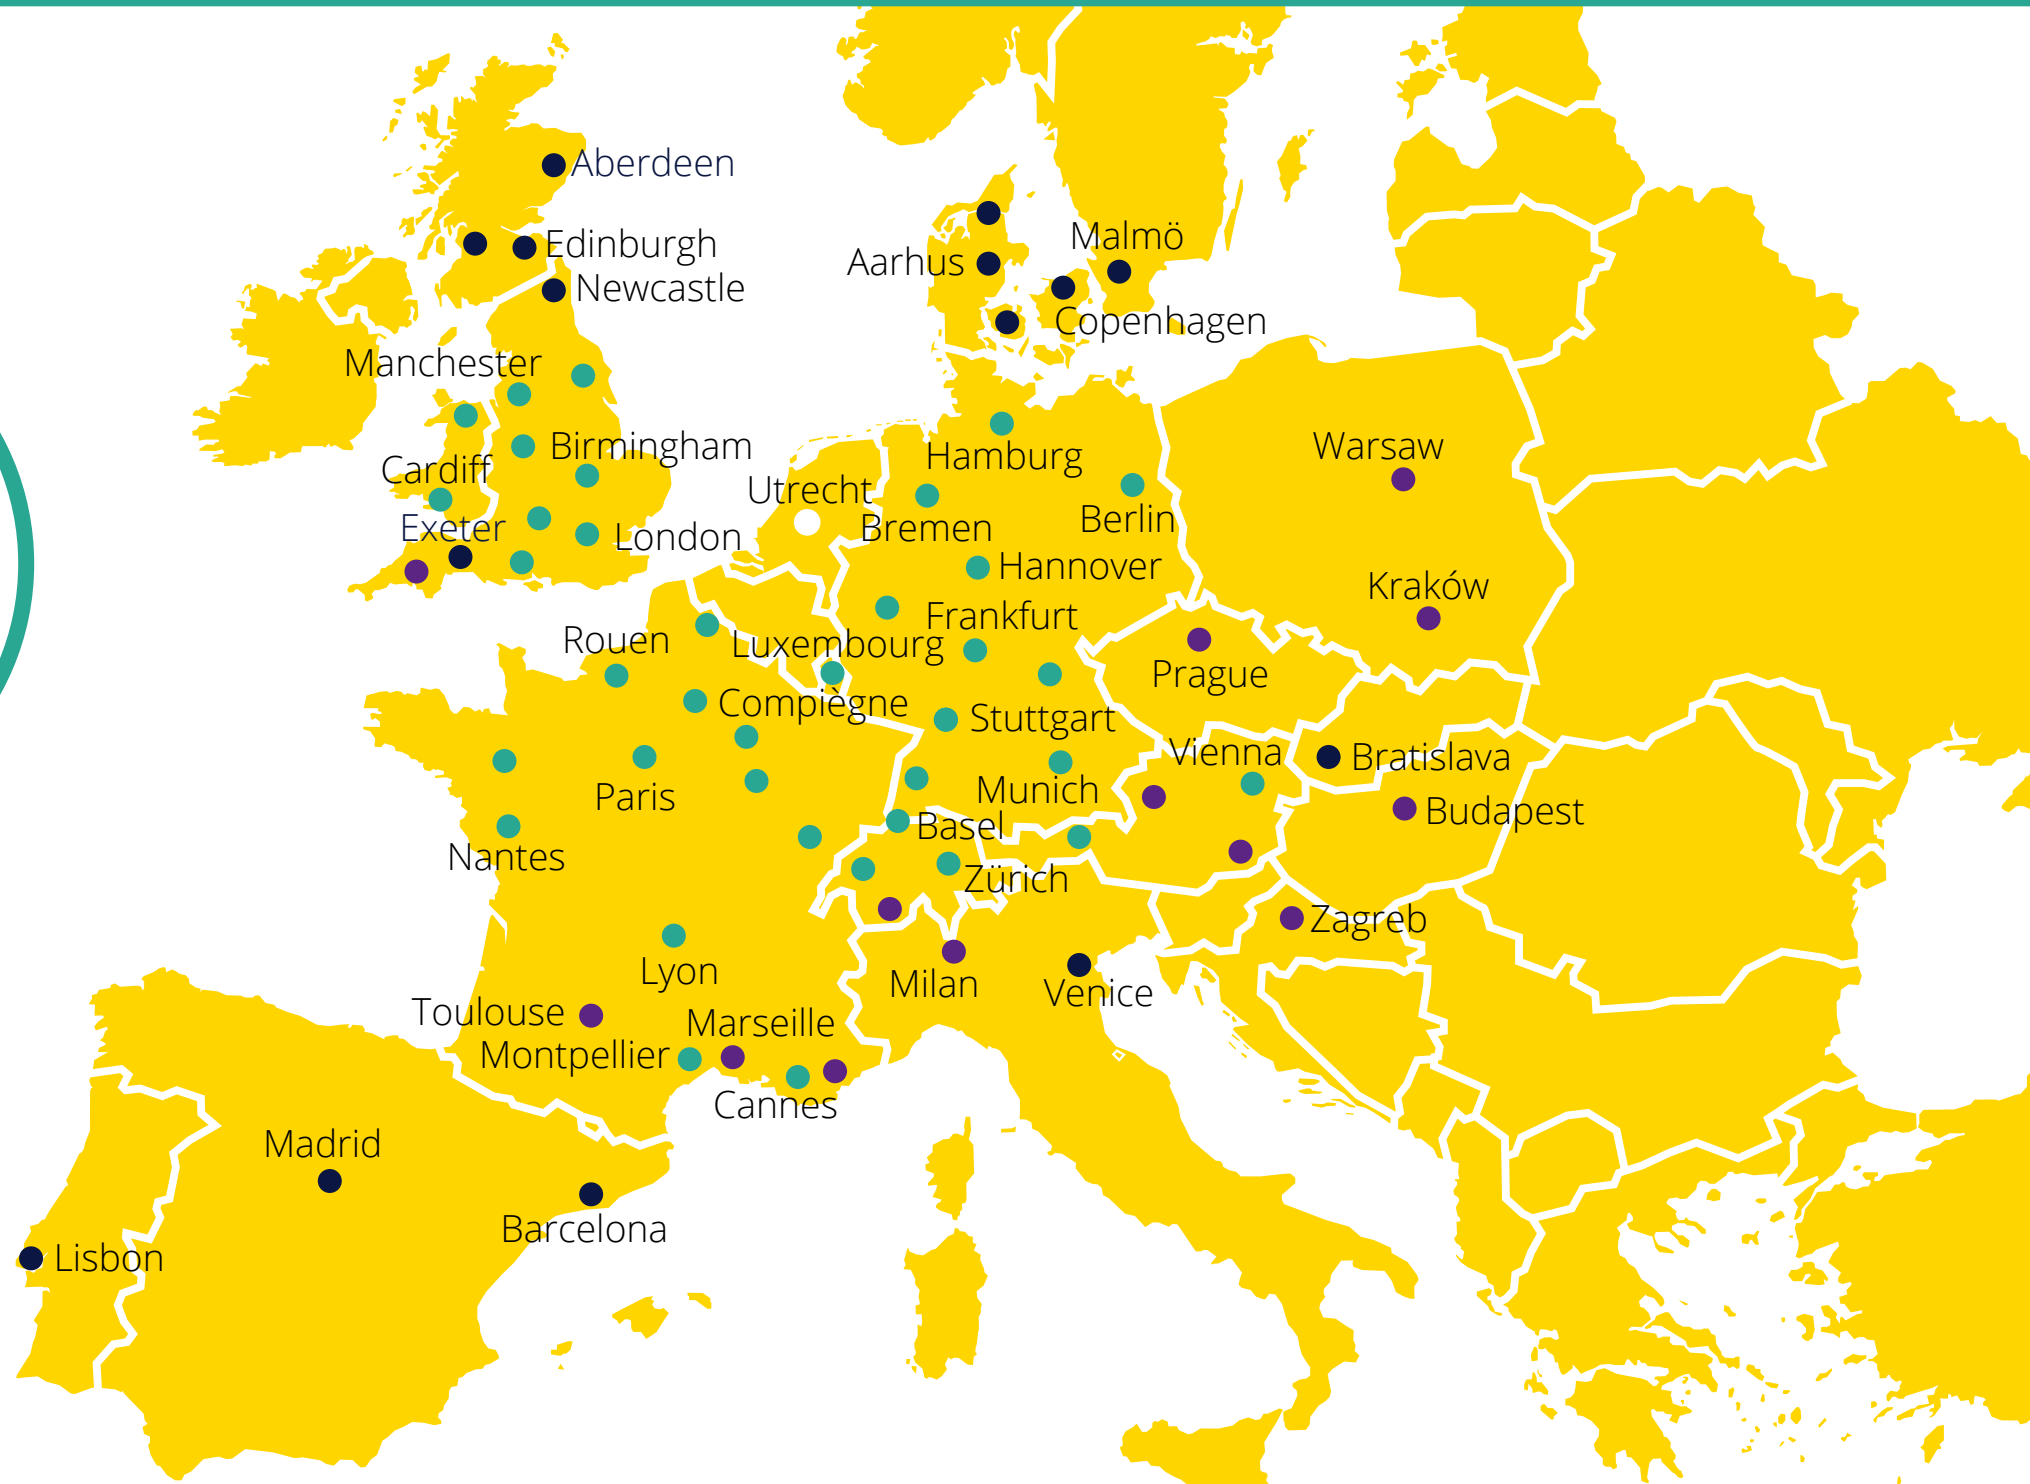 Aberdeen
Edinburgh
Newcastle
Malmö
Aarhus
Copenhagen
Manchester
Birmingham
Cardiff
Utrecht
Hamburg
Warsaw
Exeter
London
Bremen
Berlin
Hannover
Kraków
Frankfurt
Rouen
Luxembourg
Prague
Compiègne
Stuttgart
Vienna
Bratislava
Paris
Munich
Budapest
Basel
Nantes
Zürich
Zagreb
Lyon
Milan
Venice
Toulouse
Marseille
Montpellier
Cannes
Madrid
Barcelona
Lisbon